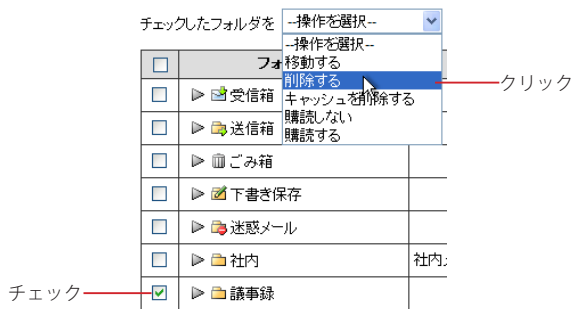 チェックしたフォルダを --操作を選択--
--操作を選択--
移動する
削除する
キャッシュを削除する
購読しない
購読する
クリック
フォ
受信箱
送信箱
ごみ箱
下書き保存
迷惑メール
社内 社内
チェック 議事録